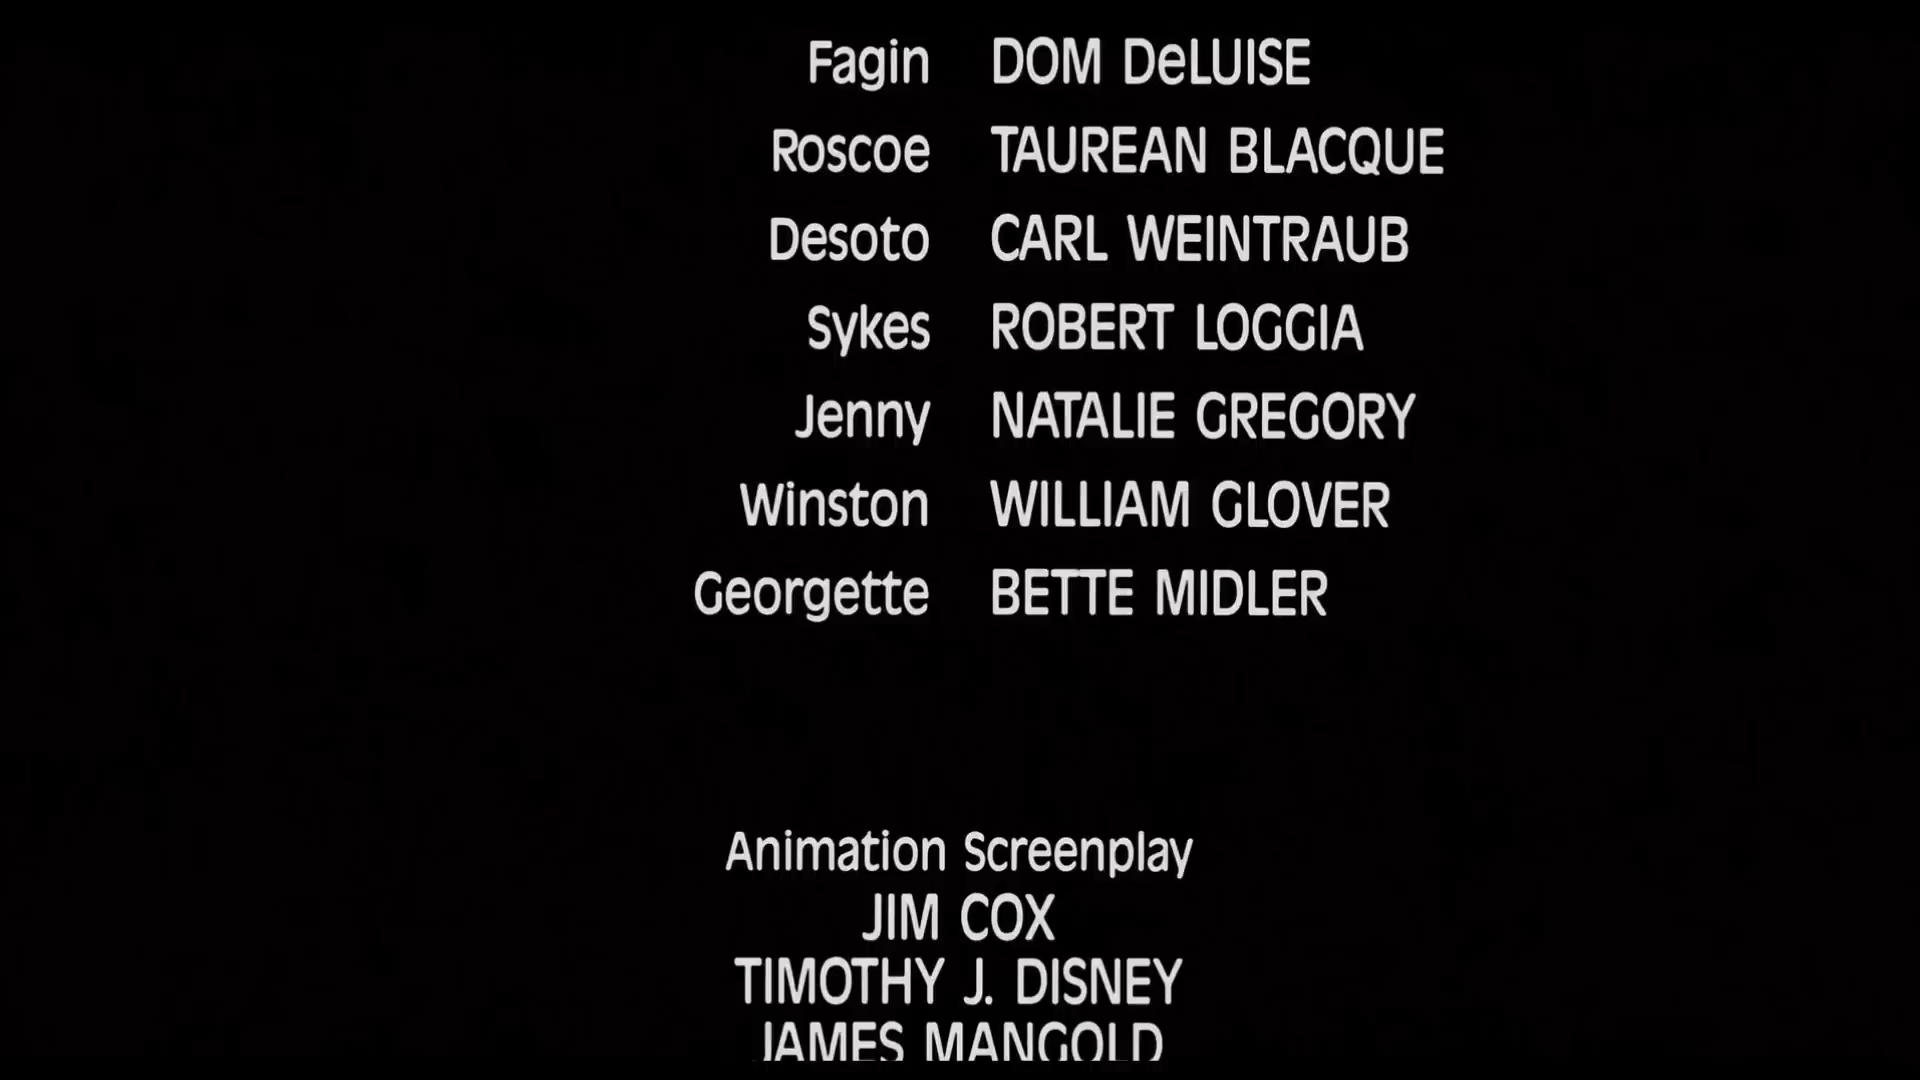 Fagin DOM DeLUISE
Roscoe TAUREAN BLACQUE
Desoto CARL WEINTRAUB
Sykes ROBERT LOGGIA
Jenny NATALIE GREGORY
Winston WILLIAM GLOVER
Georgette BETTE MIDLER
Animation Screenplay
JIM COX
TIMOTHY J. DISNEY
JAMES MANGOLD